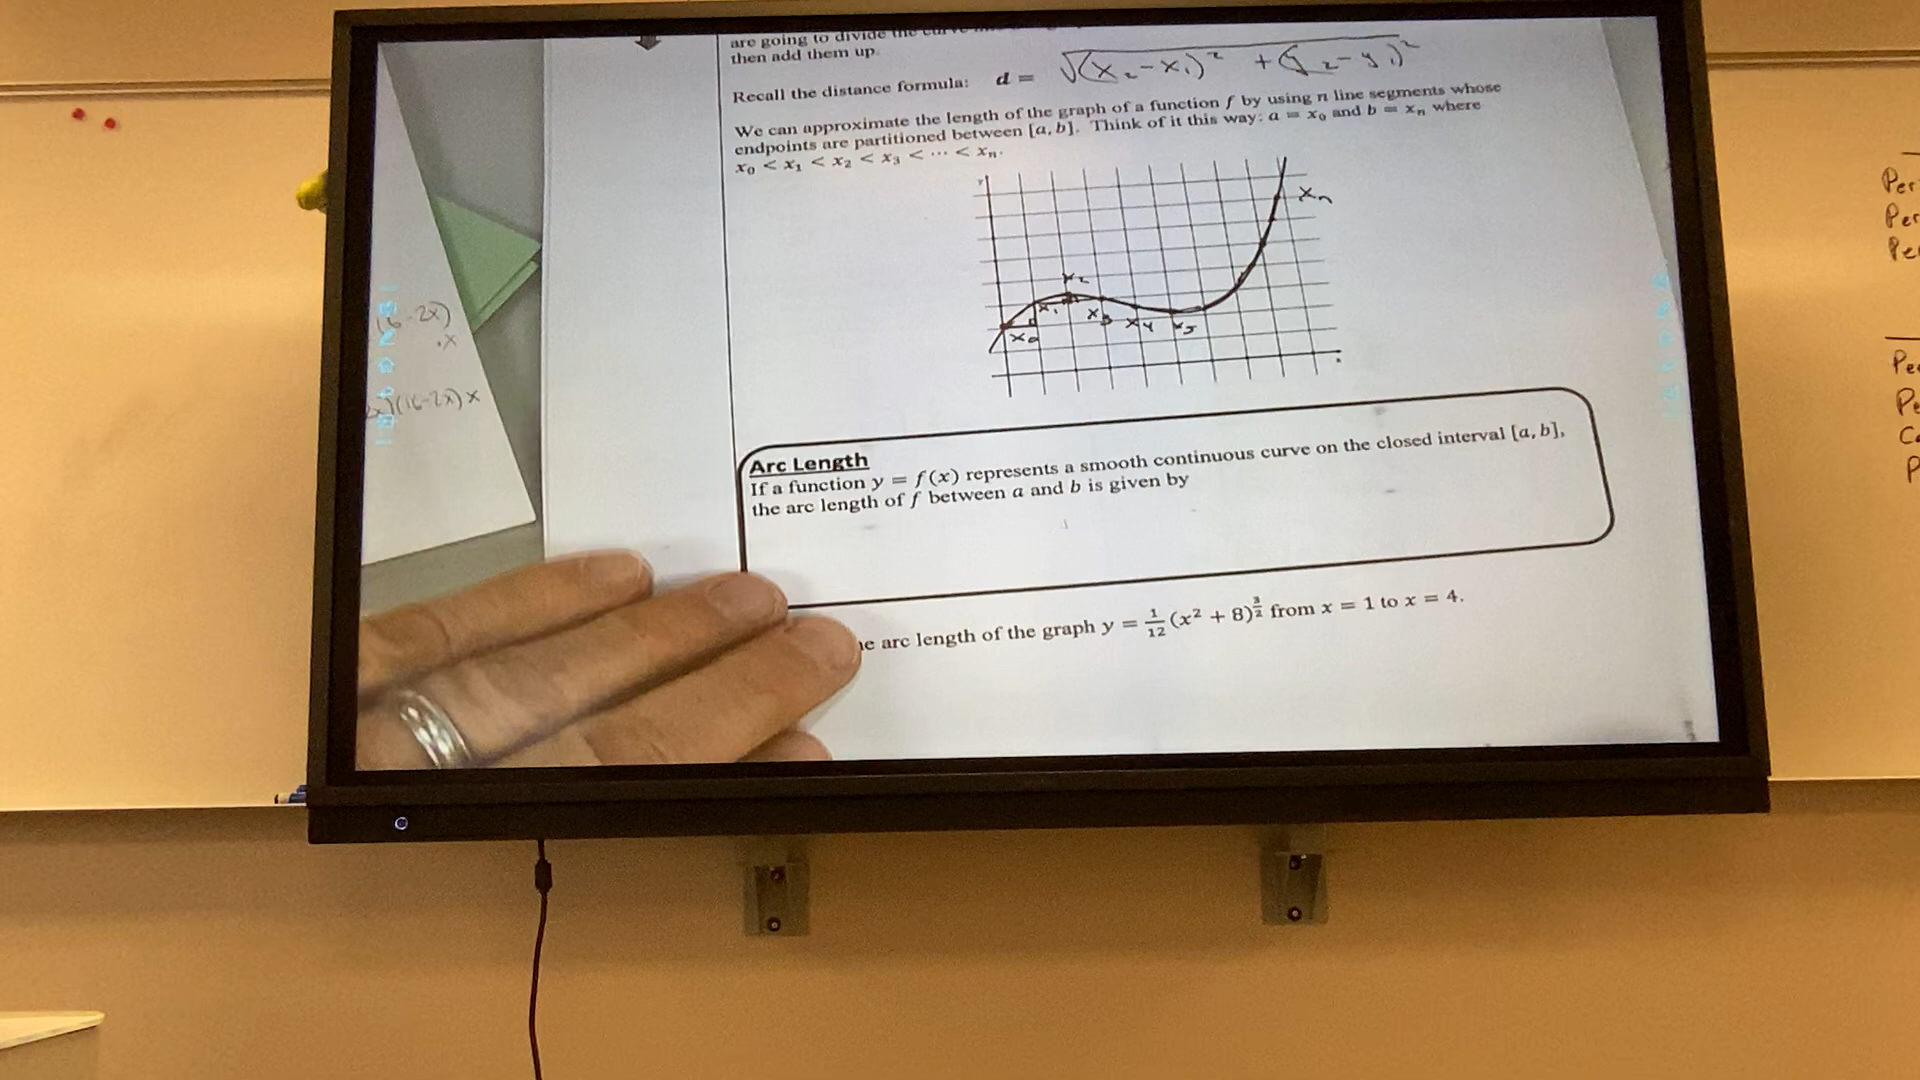 are going to divide the curve
then add them up.
Recall the distance formula: d = √(x₂-x₁)² + (y₂-y₁)²
We can approximate the length of the graph of a function f by using n line segments whose
endpoints are partitioned between [a, b]. Think of it this way: a = x₀ and b = xₙ where
x₀ < x₁ < x₂ < x₃ < ⋯ < xₙ.
y
xₙ
x₂
x₁
x₃
x₄
x₅
x₀
(6-2x)
.x
)(16-2x)x
Arc Length
If a function y = f(x) represents a smooth continuous curve on the closed interval [a, b],
the arc length of f between a and b is given by
arc length of the graph y = 1/12 (x² + 8)^(3/2) from x = 1 to x = 4.
Per
Per
Pe